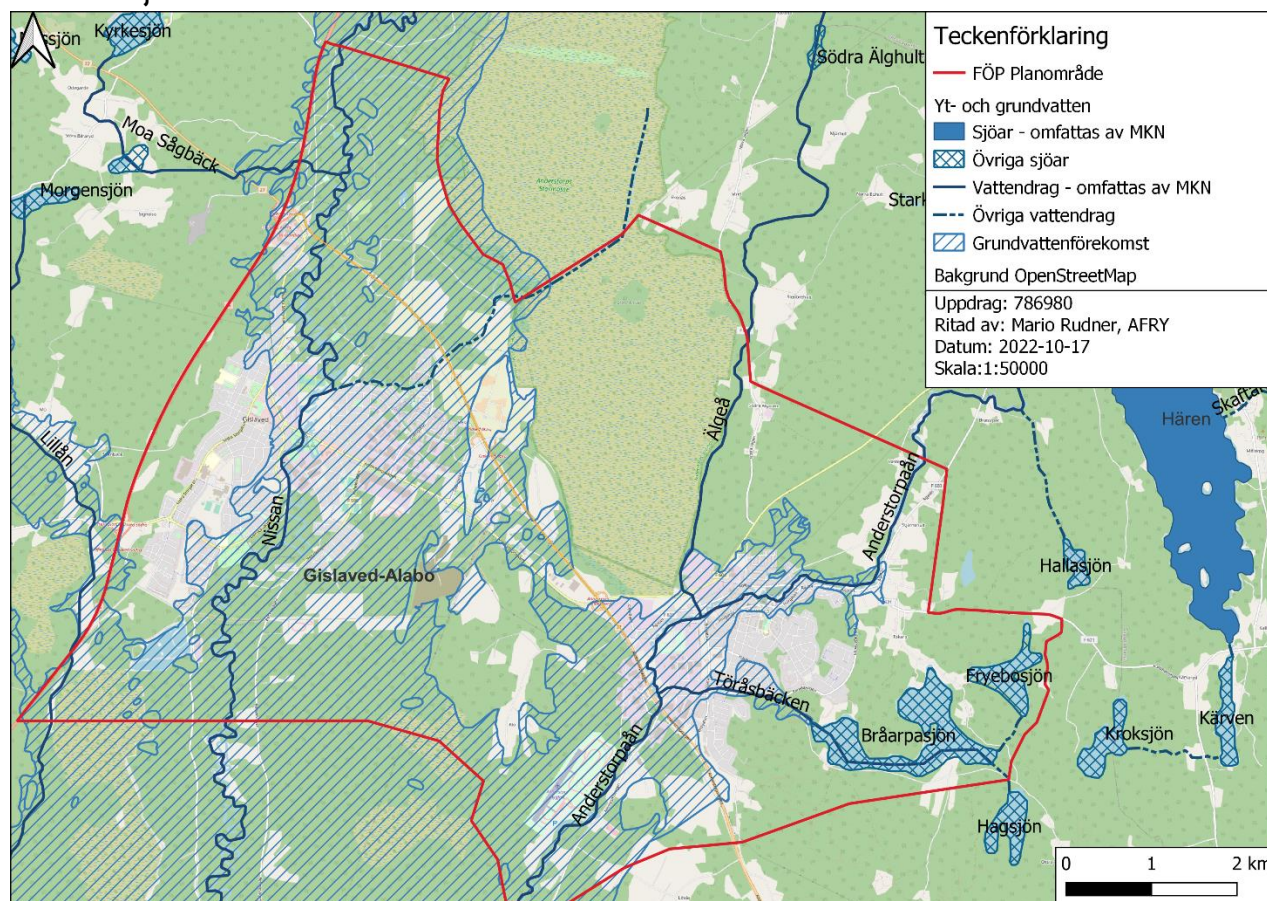 Kyrkesjön
Södra Älghult
Moa Sågbäck
Morgensjön
Stark
Teckenförklaring
FÖP Planområde
Yt- och grundvatten
Sjöar - omfattas av MKN
Övriga sjöar
Vattendrag - omfattas av MKN
Övriga vattendrag
Grundvattenförekomst
Bakgrund OpenStreetMap
Uppdrag: 786980
Ritad av: Mario Rudner, AFRY
Datum: 2022-10-17
Skala:1:50000
Lillån
Gislaved
Nissan
Älgeå
Anderstorpaån
Hären
Skaftar
Gislaved-Alabo
Hallasjön
Töråsbäcken
Fryebosjön
Bråarpasjön
Kroksjön
Kärven
Anderstorpaån
Hagsjön
0 1 2 km